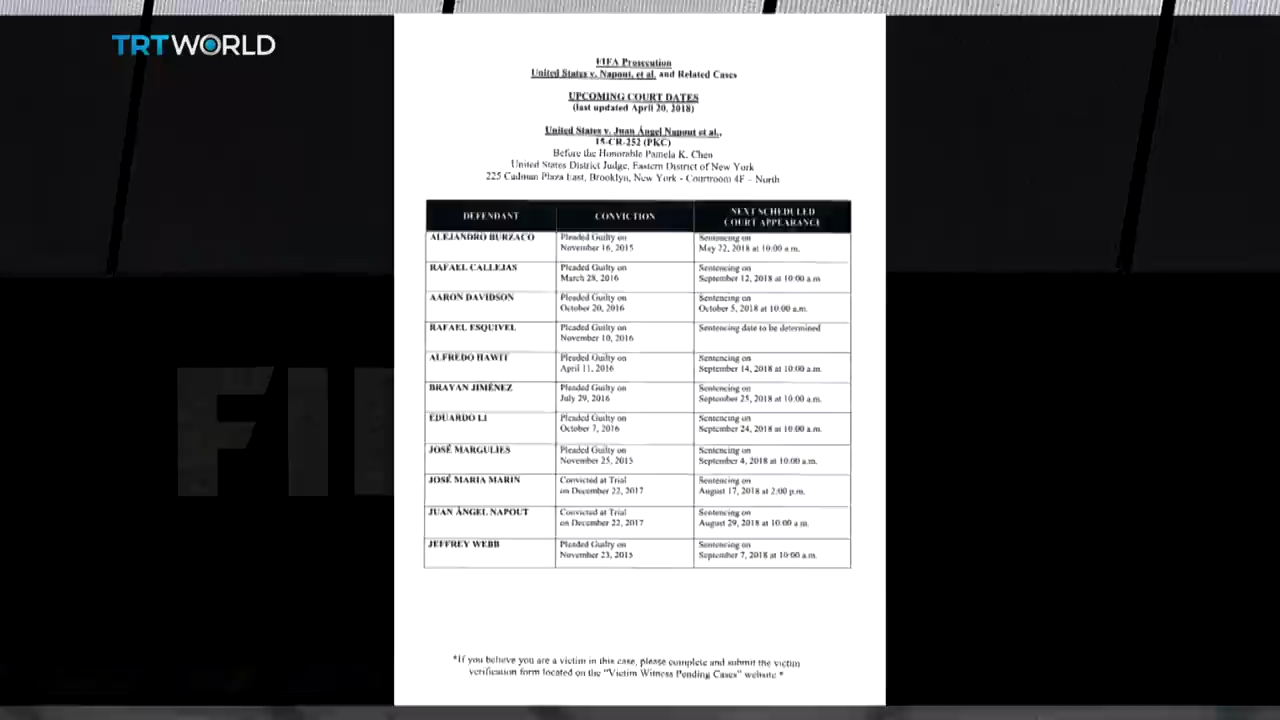 TRTWORLD
FIFA Prosecution
United States v. Napout, et al. and Related Cases
UPCOMING COURT DATES
(last updated April 20, 2018)
United States v. Juan Ángel Napout et al.,
15-CR-252 (PKC)
Before the Honorable Pamela K. Chen
United States District Judge, Eastern District of New York
225 Cadman Plaza East, Brooklyn, New York - Courtroom 4F - North
DEFENDANT CONVICTION NEXT SCHEDULED
COURT APPEARANCE
ALEJANDRO BURZACO Pleaded Guilty on Sentencing on
November 16, 2015 May 22, 2018 at 10:00 a.m.
RAFAEL CALLEJAS Pleaded Guilty on Sentencing on
March 28, 2016 September 12, 2018 at 10:00 a.m
AARON DAVIDSON Pleaded Guilty on Sentencing on
October 20, 2016 October 5, 2018 at 10:00 a.m.
RAFAEL ESQUIVEL Pleaded Guilty on Sentencing date to be determined
November 10, 2016
ALFREDO HAWIT Pleaded Guilty on Sentencing on
April 11, 2016 September 14, 2018 at 10:00 a.m.
BRAYAN JIMÉNEZ Pleaded Guilty on Sentencing on
July 29, 2016 September 25, 2018 at 10:00 a.m.
EDUARDO LI Pleaded Guilty on Sentencing on
October 7, 2016 September 24, 2018 at 10:00 a.m.
JOSÉ MARGULIES Pleaded Guilty on Sentencing on
November 25, 2015 September 4, 2018 at 10:00 a.m.
JOSÉ MARIA MARIN Convicted at Trial Sentencing on
on December 22, 2017 August 17, 2018 at 2:00 p.m.
JUAN ÁNGEL NAPOUT Convicted at Trial Sentencing on
on December 22, 2017 August 29, 2018 at 10:00 a.m.
JEFFREY WEBB Pleaded Guilty on Sentencing on
November 23, 2015 September 7, 2018 at 10:00 a.m.
*If you believe you are a victim in this case, please complete and submit the victim
verification form located on the "Victim Witness Pending Cases" website *